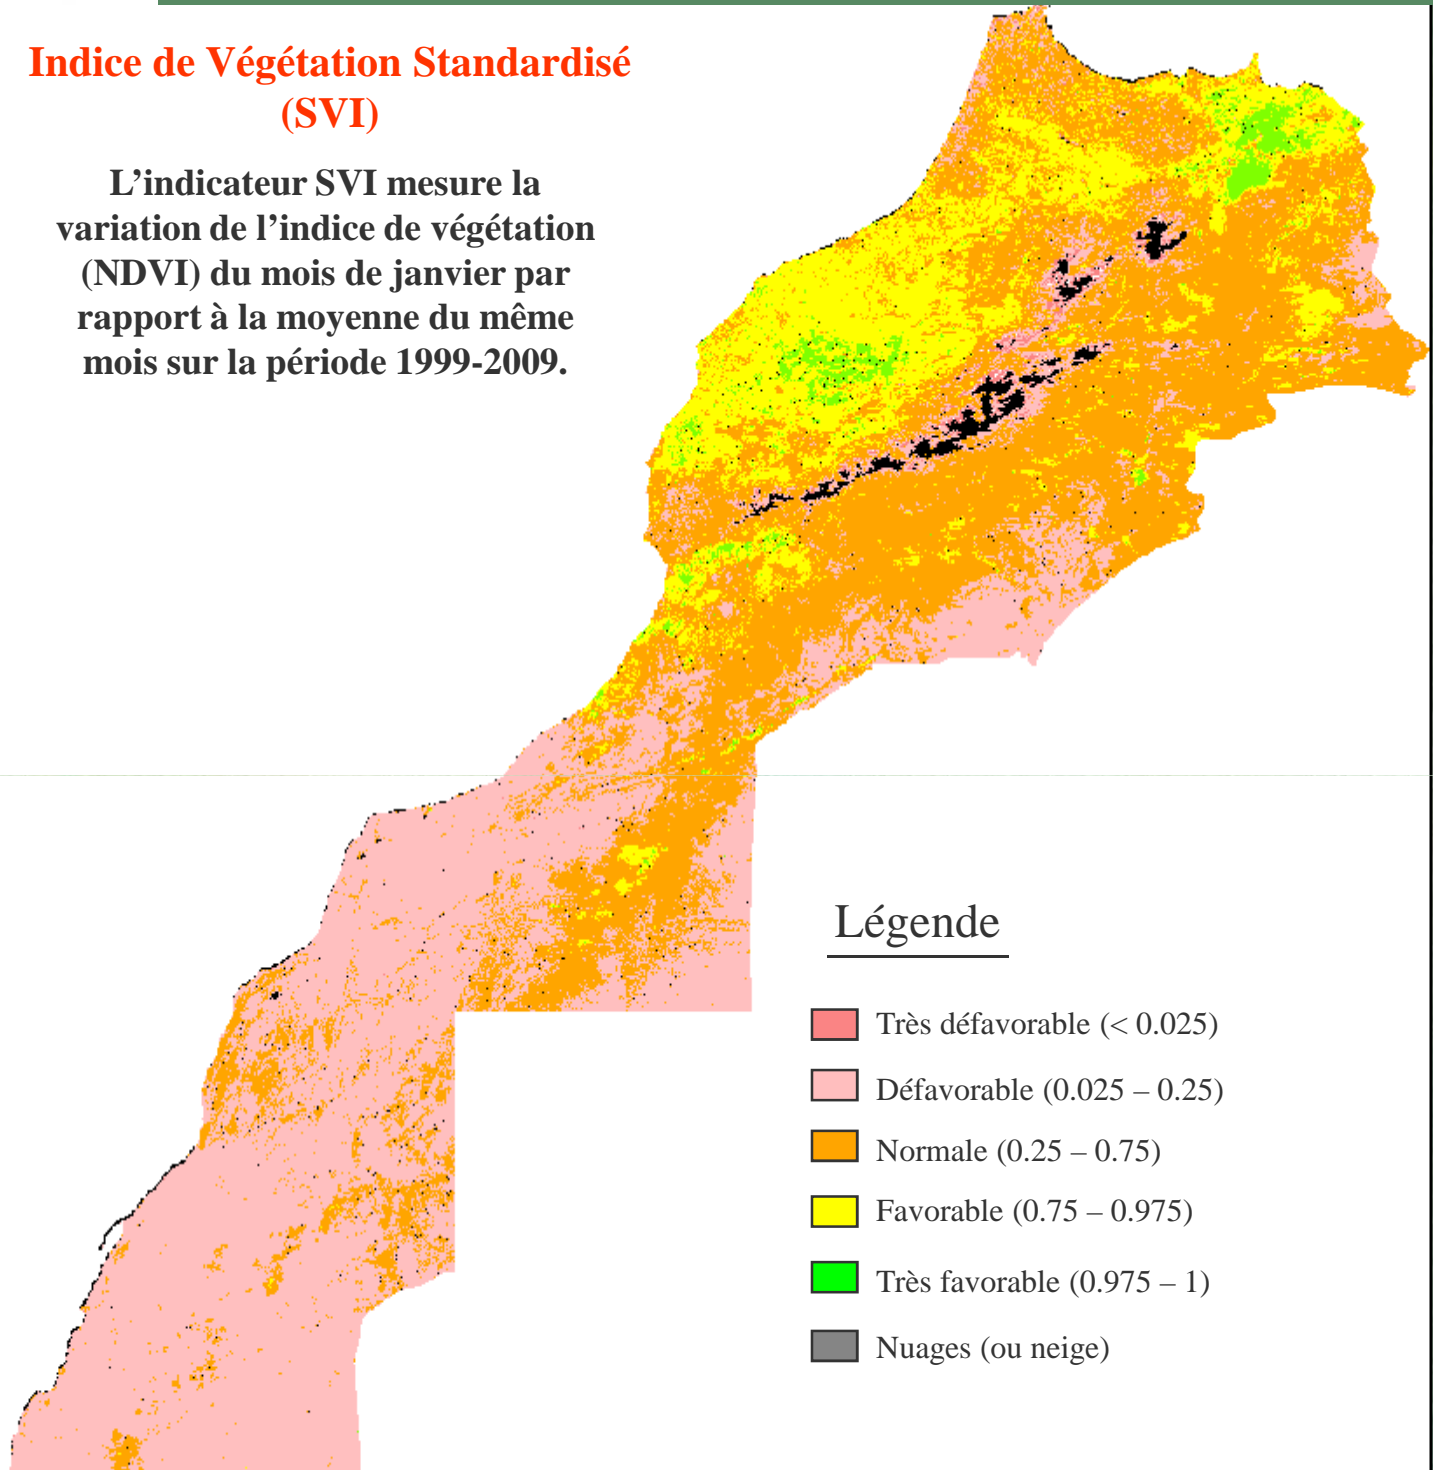 Indice de Végétation Standardisé
(SVI)
L’indicateur SVI mesure la
variation de l’indice de végétation
(NDVI) du mois de janvier par
rapport à la moyenne du même
mois sur la période 1999-2009.
Légende
Très défavorable (< 0.025)
Défavorable (0.025 – 0.25)
Normale (0.25 – 0.75)
Favorable (0.75 – 0.975)
Très favorable (0.975 – 1)
Nuages (ou neige)